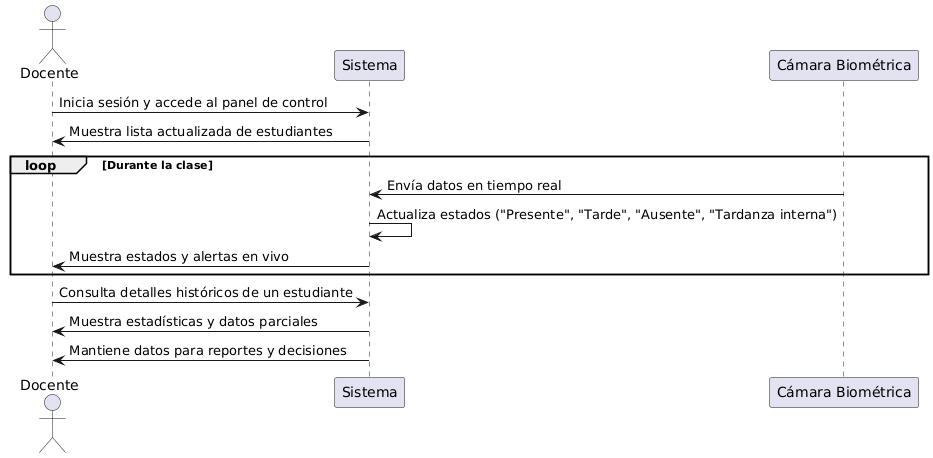 Docente
Sistema
Cámara Biométrica
Inicia sesión y accede al panel de control
Muestra lista actualizada de estudiantes
loop [Durante la clase]
Envía datos en tiempo real
Actualiza estados ("Presente", "Tarde", "Ausente", "Tardanza interna")
Muestra estados y alertas en vivo
Consulta detalles históricos de un estudiante
Muestra estadísticas y datos parciales
Mantiene datos para reportes y decisiones
Docente
Sistema
Cámara Biométrica